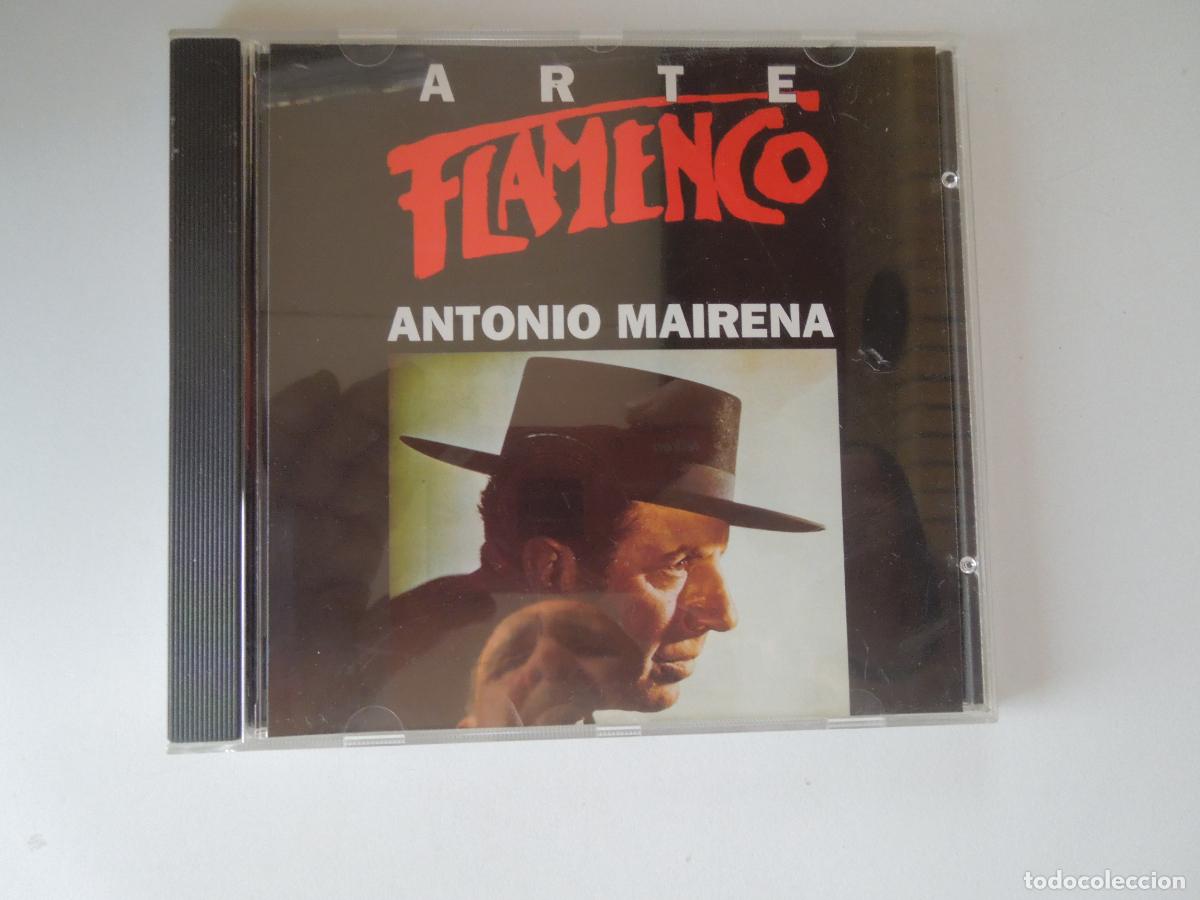 ARTE
FLAMENCO
ANTONIO MAIRENA
todocoleccion